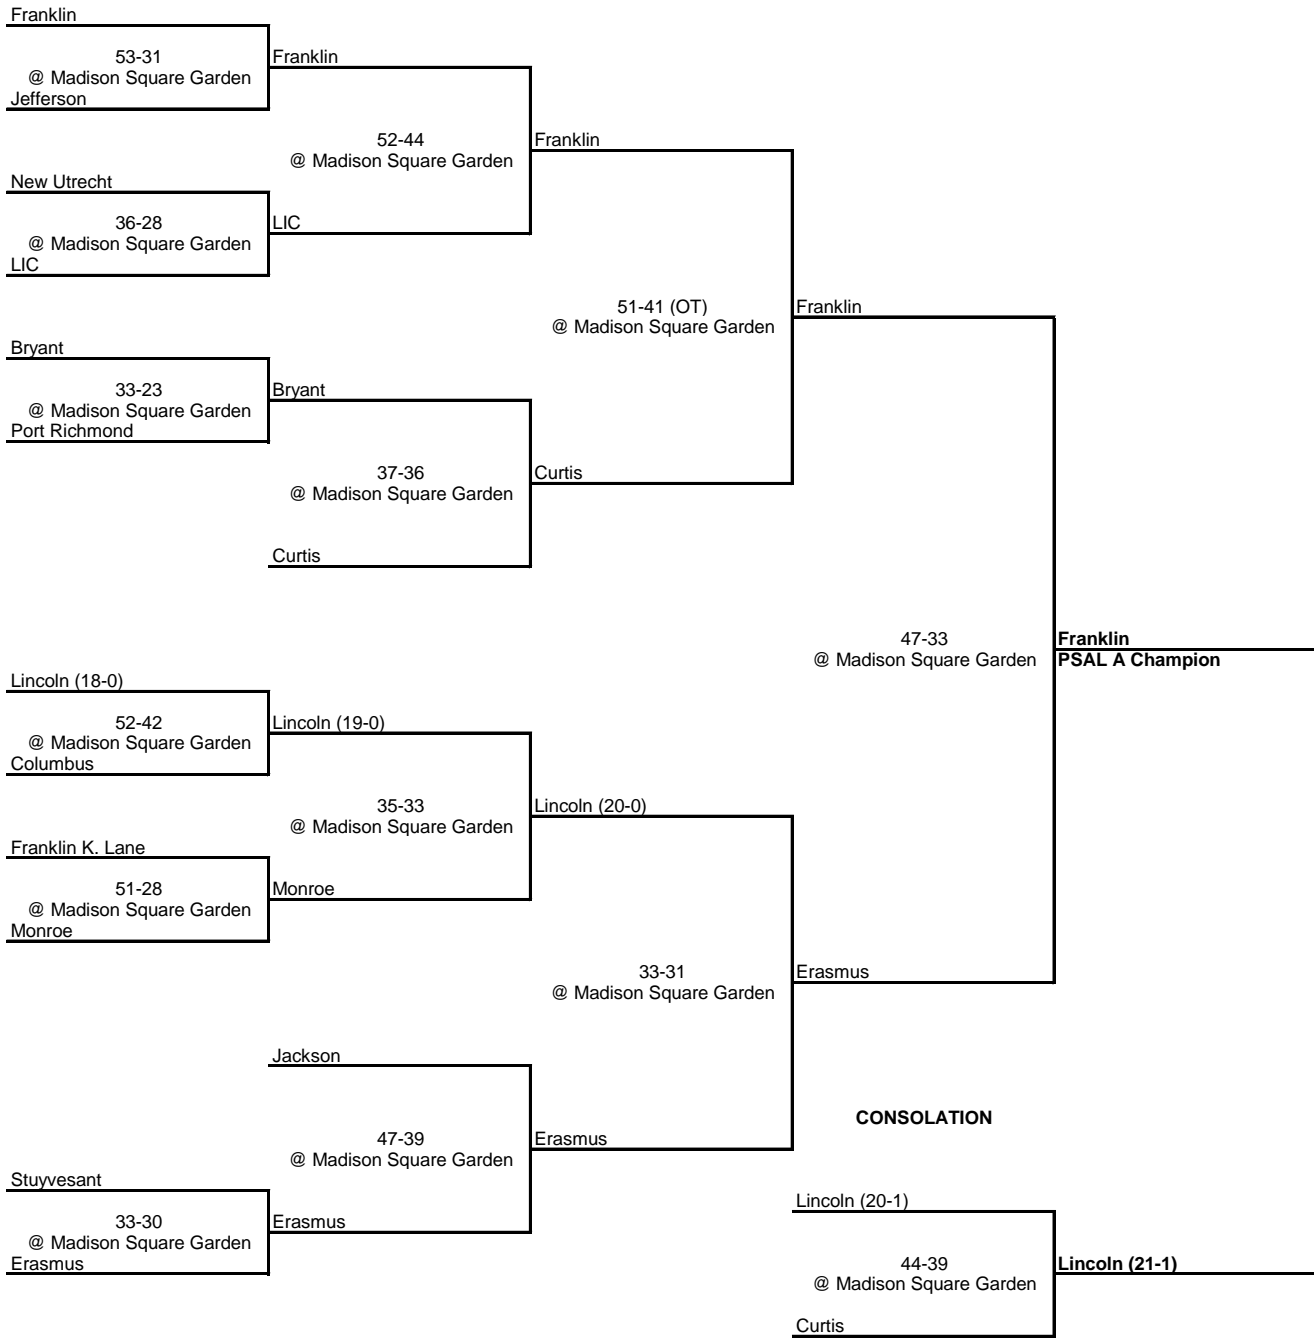 Franklin
53-31
@ Madison Square Garden
Jefferson
Franklin
52-44
@ Madison Square Garden
Franklin
New Utrecht
36-28
@ Madison Square Garden
LIC
LIC
51-41 (OT)
@ Madison Square Garden
Franklin
Bryant
33-23
@ Madison Square Garden
Port Richmond
Bryant
37-36
@ Madison Square Garden
Curtis
Curtis
47-33
@ Madison Square Garden
Franklin
PSAL A Champion
Lincoln (18-0)
52-42
@ Madison Square Garden
Columbus
Lincoln (19-0)
35-33
@ Madison Square Garden
Lincoln (20-0)
Franklin K. Lane
51-28
@ Madison Square Garden
Monroe
Monroe
33-31
@ Madison Square Garden
Erasmus
Jackson
47-39
@ Madison Square Garden
Erasmus
Stuyvesant
33-30
@ Madison Square Garden
Erasmus
Erasmus
CONSOLATION
Lincoln (20-1)
44-39
@ Madison Square Garden
Curtis
Lincoln (21-1)